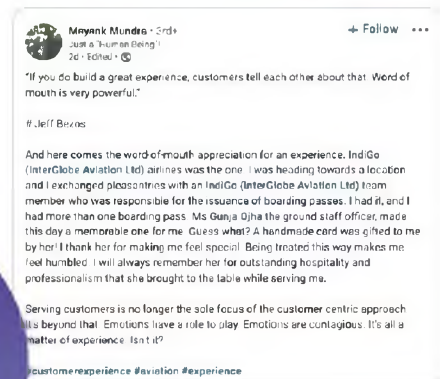 Mayank Mundra • 3rd+
+ Follow •••
Just a "Human Being"!
2d • Edited •
"If you do build a great experience, customers tell each other about that. Word of
mouth is very powerful."
# Jeff Bezos
And here comes the word-of-mouth appreciation for an experience. IndiGo
(InterGlobe Aviation Ltd) airlines was the one. I was heading towards a location
and I exchanged pleasantries with an IndiGo (InterGlobe Aviation Ltd) team
member who was responsible for the issuance of boarding passes. I had it, and I
had more than one boarding pass. Ms Gunja Ojha the ground staff officer, made
this day a memorable one for me. Guess what? A handmade card was gifted to me
by her! I thank her for making me feel special. Being treated this way makes me
feel humbled. I will always remember her for outstanding hospitality and
professionalism that she brought to the table while serving me.
Serving customers is no longer the sole focus of the customer centric approach.
It's beyond that. Emotions have a role to play. Emotions are contagious. It's all a
matter of experience. Isn't it?
#customerexperience #aviation #experience